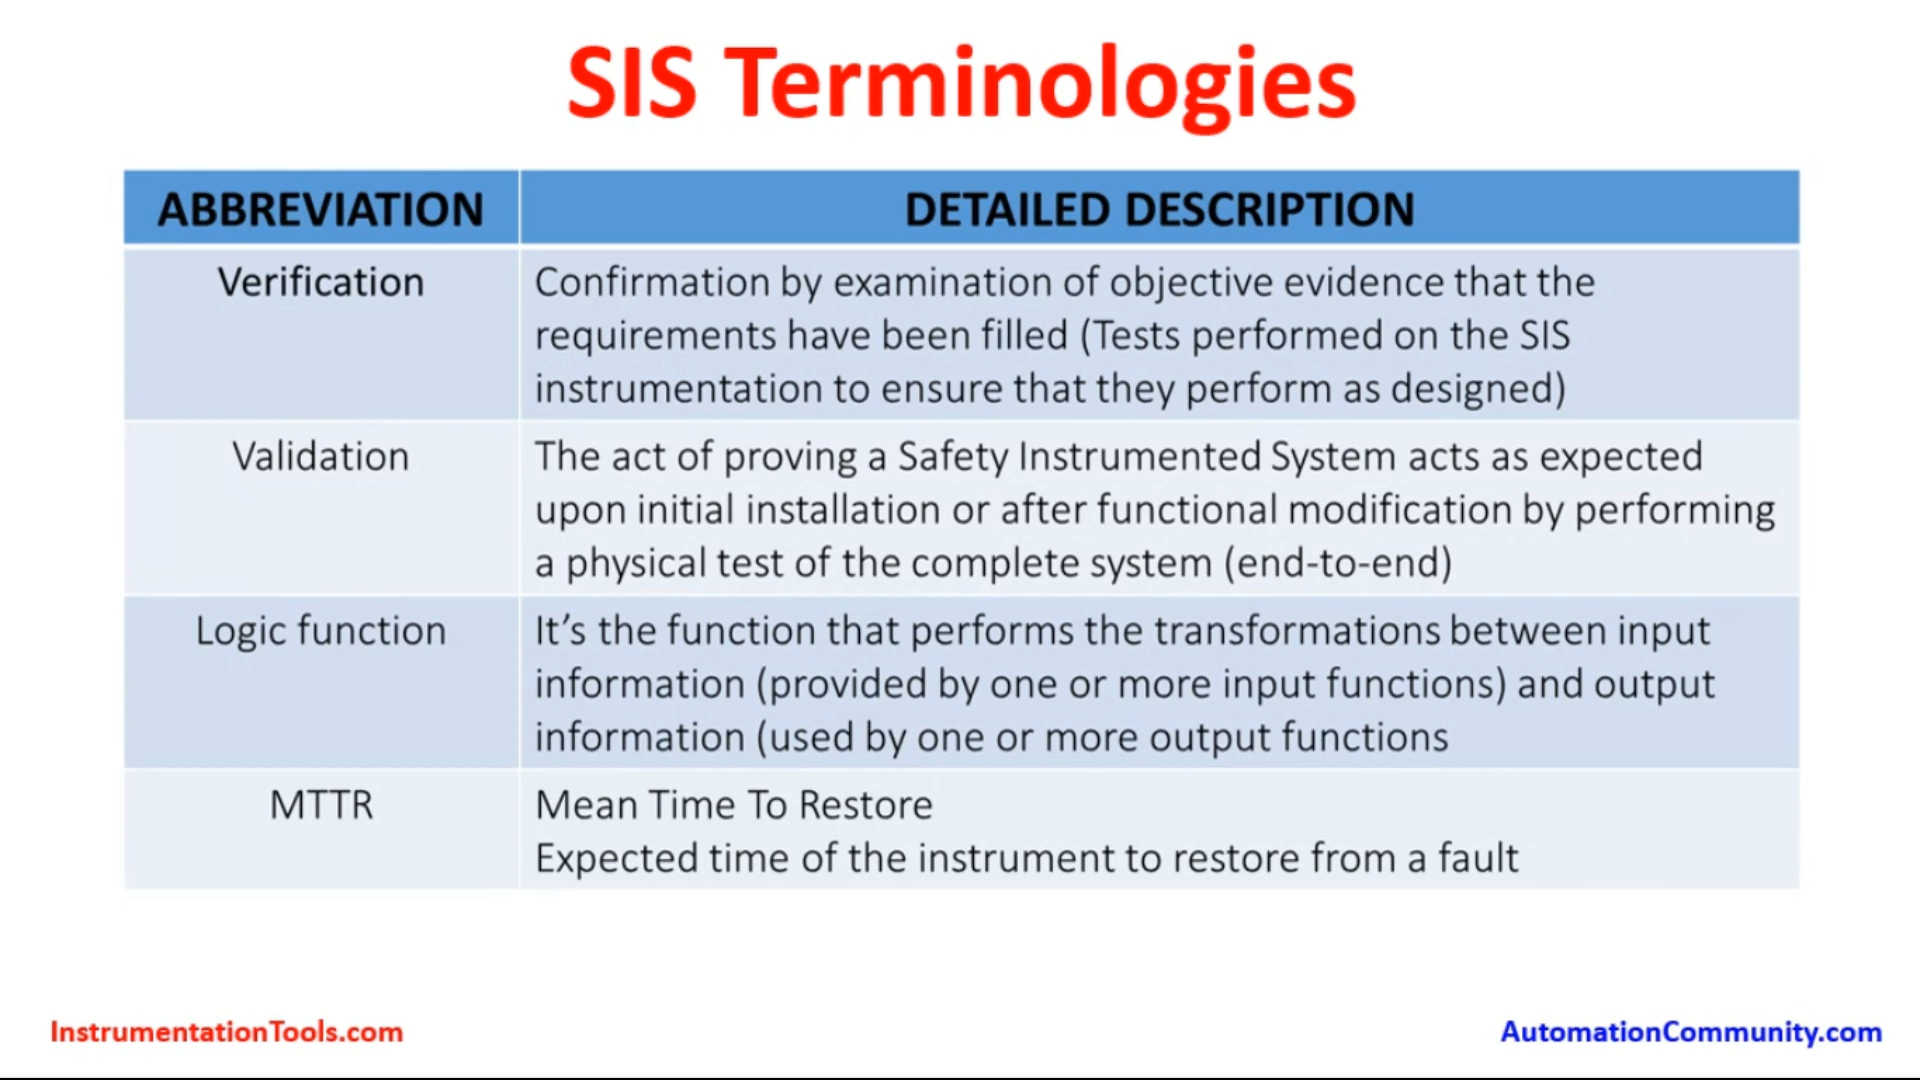 SIS Terminologies
ABBREVIATION
DETAILED DESCRIPTION
Verification
Confirmation by examination of objective evidence that the
requirements have been filled (Tests performed on the SIS
instrumentation to ensure that they perform as designed)
Validation
The act of proving a Safety Instrumented System acts as expected
upon initial installation or after functional modification by performing
a physical test of the complete system (end-to-end)
Logic function
It’s the function that performs the transformations between input
information (provided by one or more input functions) and output
information (used by one or more output functions
MTTR
Mean Time To Restore
Expected time of the instrument to restore from a fault
InstrumentationTools.com
AutomationCommunity.com